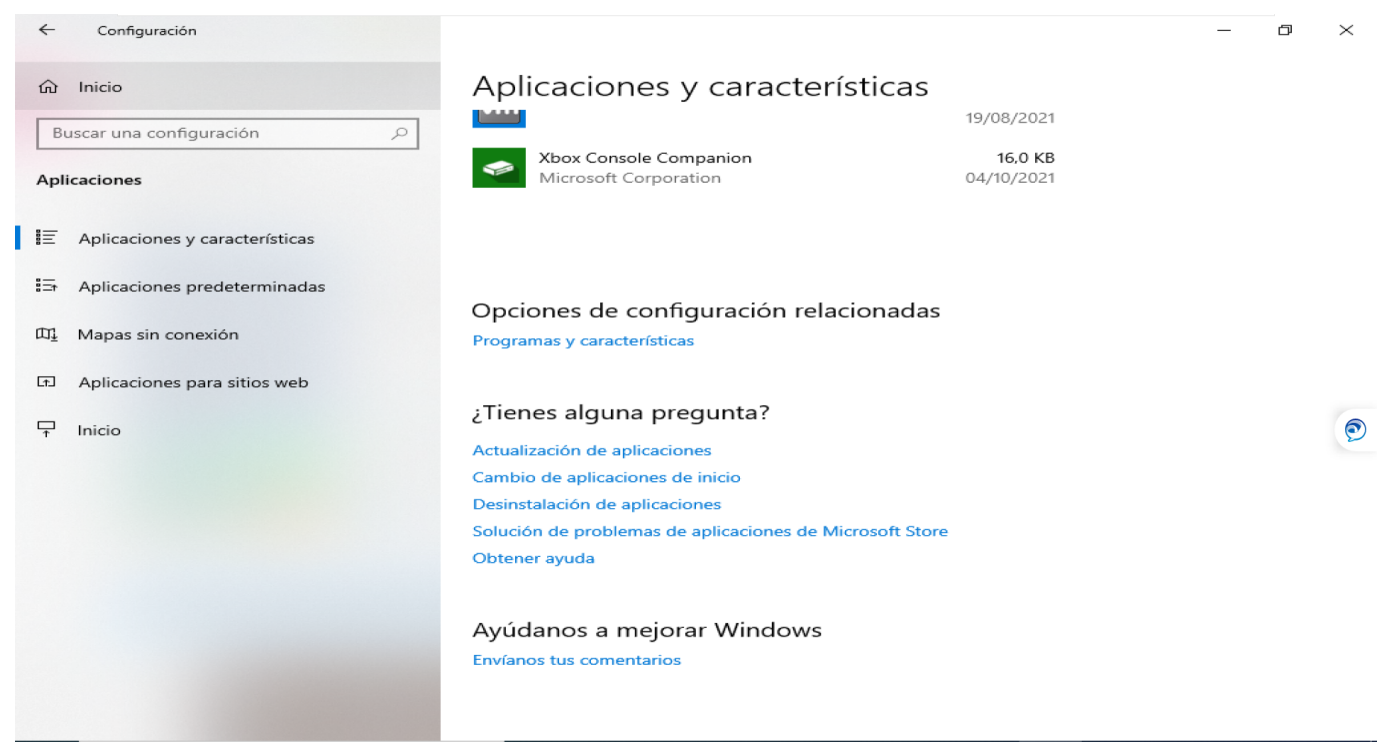 Configuración
Inicio
Buscar una configuración
Aplicaciones
Aplicaciones y características
Aplicaciones predeterminadas
Mapas sin conexión
Aplicaciones para sitios web
Inicio
Aplicaciones y características
19/08/2021
Xbox Console Companion 16,0 KB
Microsoft Corporation 04/10/2021
Opciones de configuración relacionadas
Programas y características
¿Tienes alguna pregunta?
Actualización de aplicaciones
Cambio de aplicaciones de inicio
Desinstalación de aplicaciones
Solución de problemas de aplicaciones de Microsoft Store
Obtener ayuda
Ayúdanos a mejorar Windows
Envíanos tus comentarios